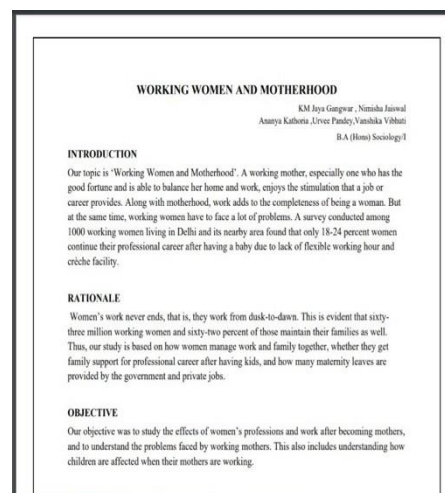 WORKING WOMEN AND MOTHERHOOD
KM Jaya Gangwar , Nimisha Jaiswal
Ananya Kathoria ,Urvee Pandey,Vanshika Vibhuti
B.A (Hons) Sociology/I
INTRODUCTION
Our topic is ‘Working Women and Motherhood’. A working mother, especially one who has the
good fortune and is able to balance her home and work, enjoys the stimulation that a job or
career provides. Along with motherhood, work adds to the completeness of being a woman. But
at the same time, working women have to face a lot of problems. A survey conducted among
1000 working women living in Delhi and its nearby area found that only 18-24 percent women
continue their professional career after having a baby due to lack of flexible working hour and
crèche facility.
RATIONALE
Women’s work never ends, that is, they work from dusk-to-dawn. This is evident that sixty-
three million working women and sixty-two percent of those maintain their families as well.
Thus, our study is based on how women manage work and family together, whether they get
family support for professional career after having kids, and how many maternity leaves are
provided by the government and private jobs.
OBJECTIVE
Our objective was to study the effects of women’s professions and work after becoming mothers,
and to understand the problems faced by working mothers. This also includes understanding how
children are affected when their mothers are working.